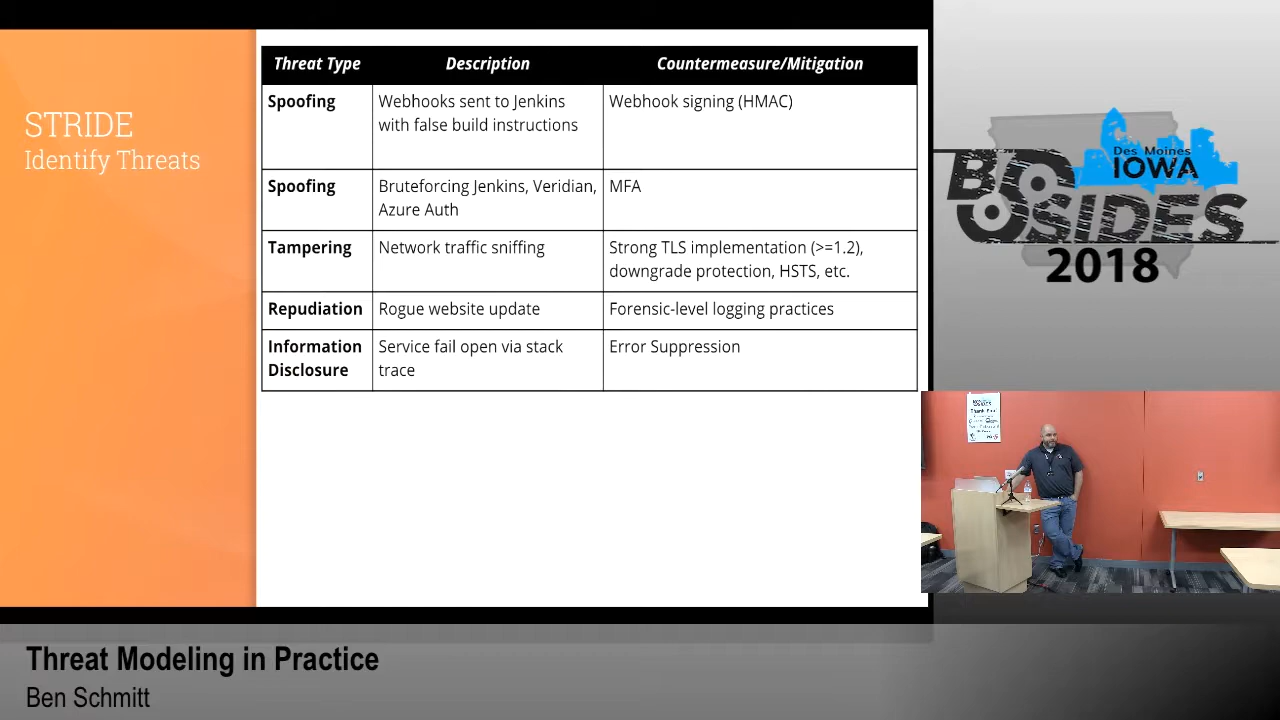 STRIDE
Identify Threats
Threat Type Description Countermeasure/Mitigation
Spoofing Webhooks sent to Jenkins Webhook signing (HMAC)
with false build instructions
Spoofing Bruteforcing Jenkins, Veridian, MFA
Azure Auth
Tampering Network traffic sniffing Strong TLS implementation (>=1.2),
downgrade protection, HSTS, etc.
Repudiation Rogue website update Forensic-level logging practices
Information Service fail open via stack Error Suppression
Disclosure trace
Des Moines
IOWA
BSIDES
2018
BSIDES
Thank You!
Threat Modeling in Practice
Ben Schmitt